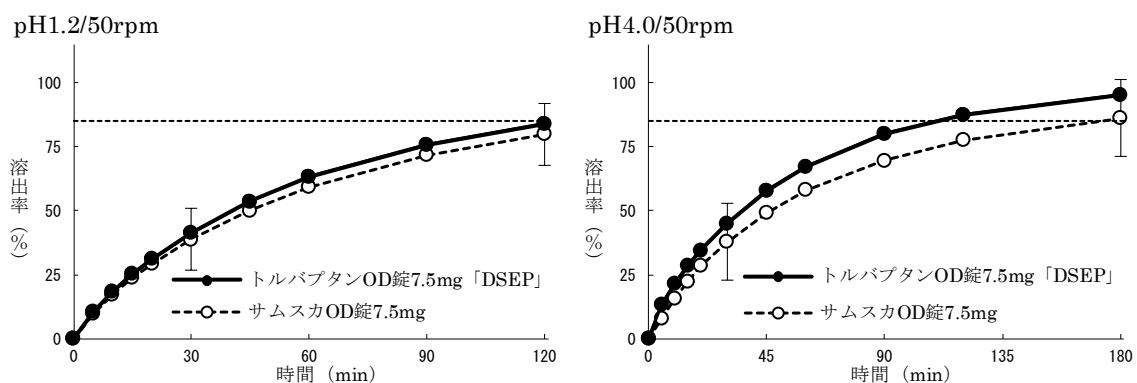 pH1.2/50rpm
100
75
50
25
0
溶出率(%)
トルバプタンOD錠7.5mg「DSEP」
サムスカOD錠7.5mg
0 30 60 90 120
時間(min)
pH4.0/50rpm
100
75
50
25
0
溶出率(%)
トルバプタンOD錠7.5mg「DSEP」
サムスカOD錠7.5mg
0 45 90 135 180
時間(min)